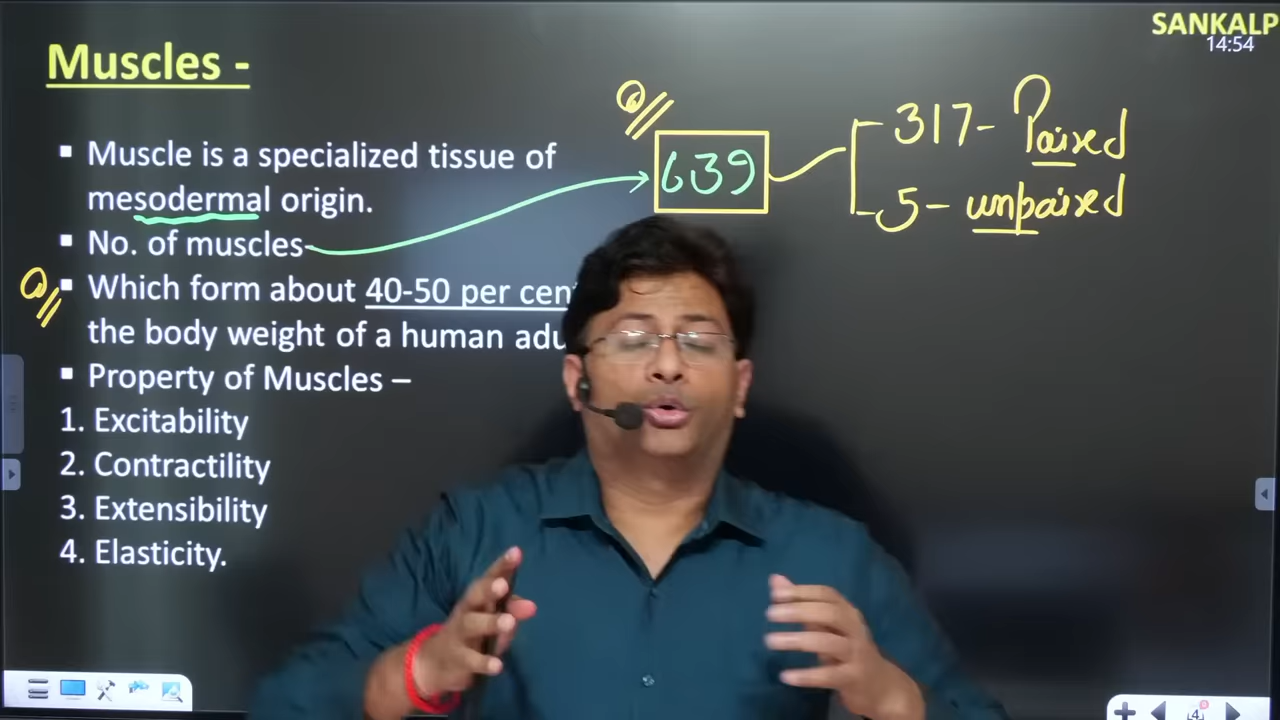 SANKALP
14:54
Muscles -
▪ Muscle is a specialized tissue of
mesodermal origin.
▪ No. of muscles-
639
317- Paired
5- unpaired
Q
▪ Which form about 40-50 per cen
the body weight of a human adu
Q
▪ Property of Muscles –
1. Excitability
2. Contractility
3. Extensibility
4. Elasticity.
4